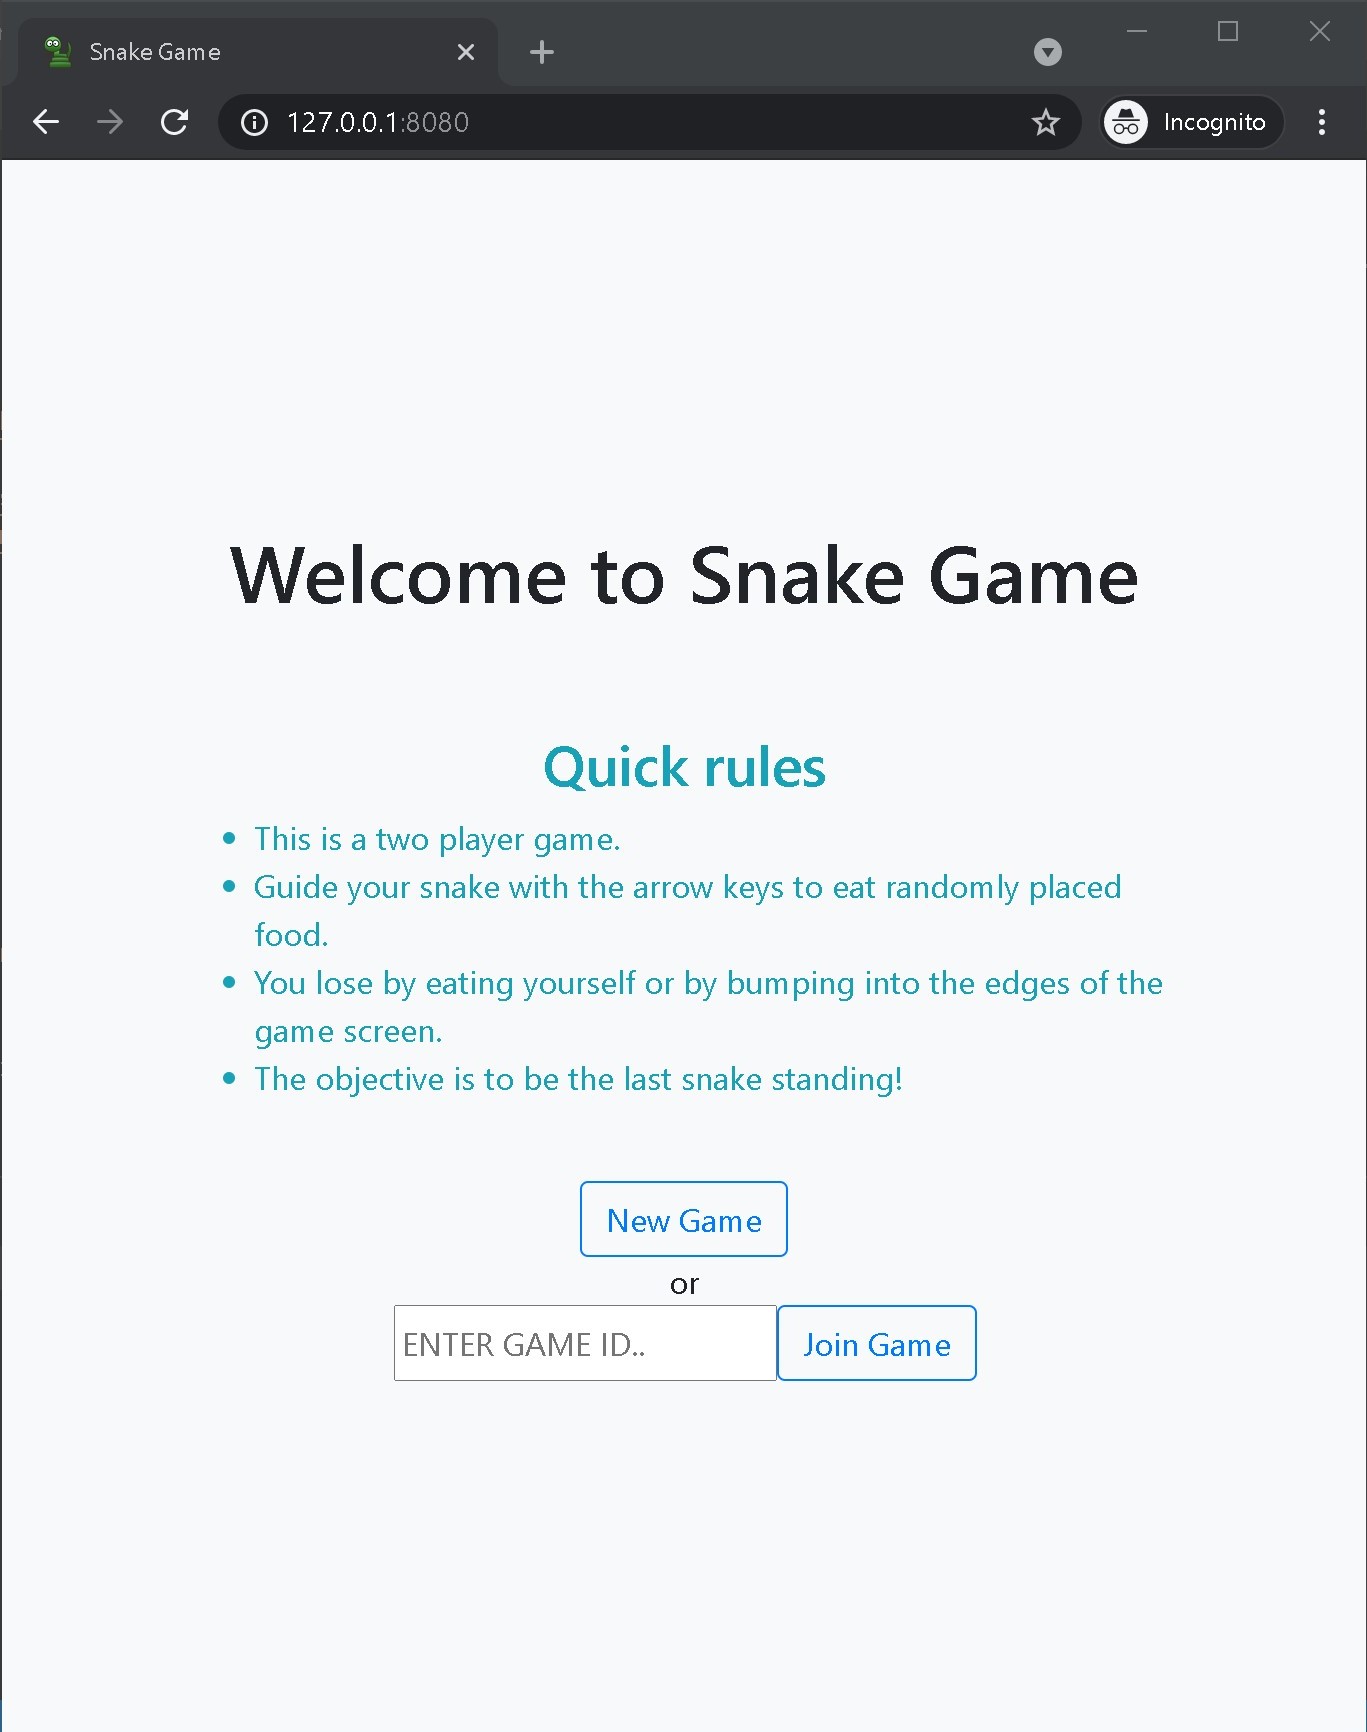 Snake Game
127.0.0.1:8080
Incognito
Welcome to Snake Game
Quick rules
This is a two player game.
Guide your snake with the arrow keys to eat randomly placed
food.
You lose by eating yourself or by bumping into the edges of the
game screen.
The objective is to be the last snake standing!
New Game
or
ENTER GAME ID..
Join Game